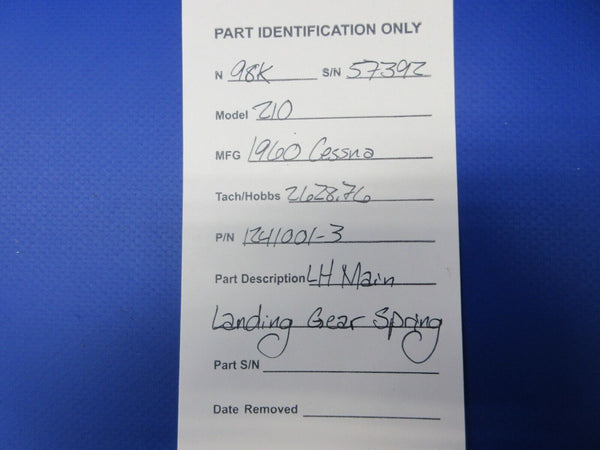 PART IDENTIFICATION ONLY
N 98K S/N 57392
Model 210
MFG 1960 Cessna
Tach/Hobbs 2628.76
P/N 1241001-3
Part Description LH Main
Landing Gear Spring
Part S/N
Date Removed